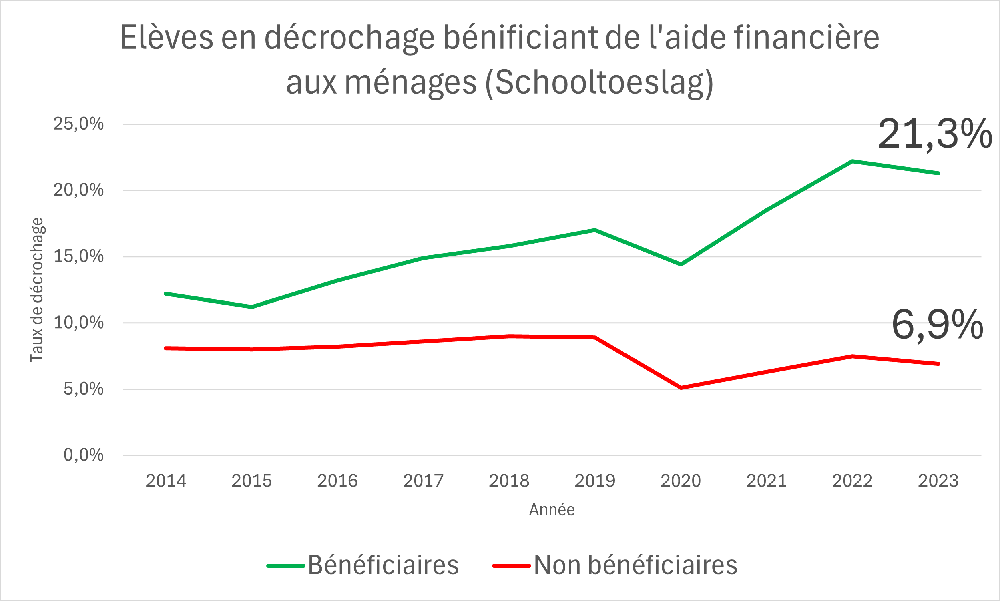 Elèves en décrochage bénificiant de l'aide financière
aux ménages (Schooltoeslag)
25,0%
20,0%
15,0%
10,0%
5,0%
0,0%
Taux de décrochage
21,3%
6,9%
2014 2015 2016 2017 2018 2019 2020 2021 2022 2023
Année
Bénéficiaires Non bénéficiaires